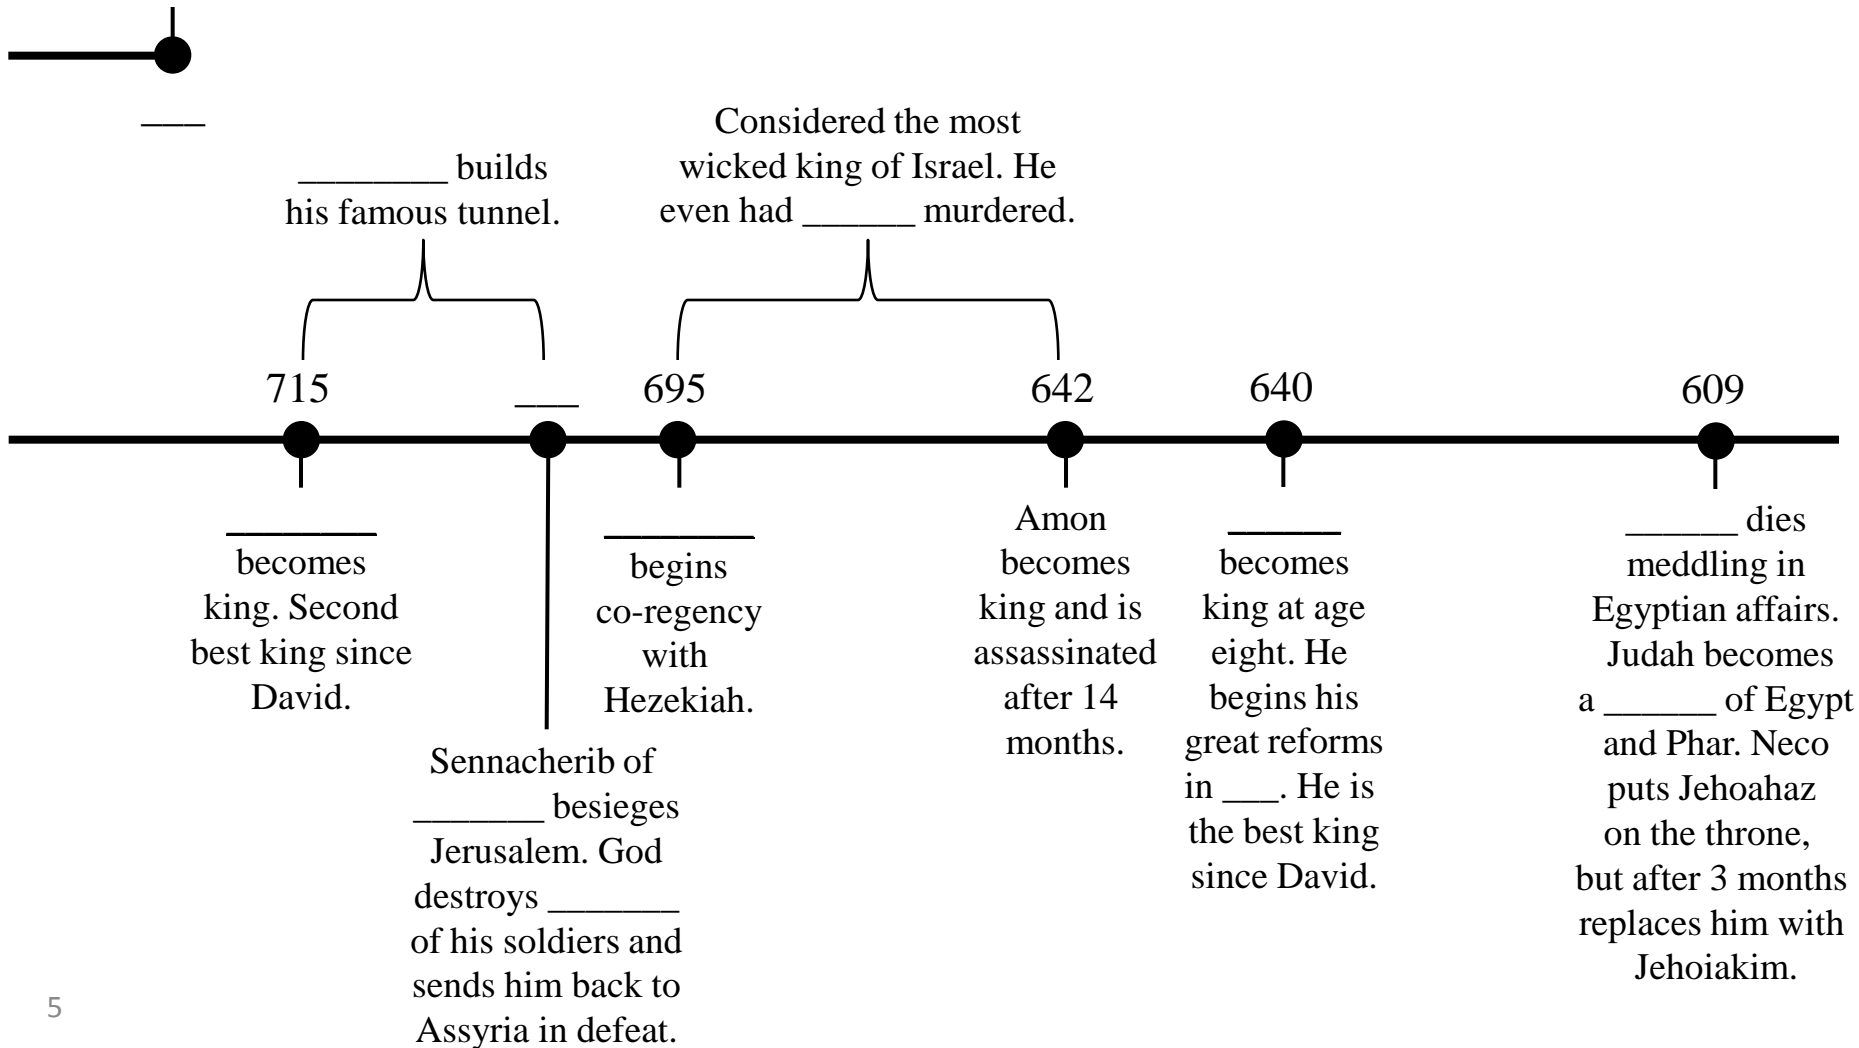 ___
________ builds
his famous tunnel.
Considered the most
wicked king of Israel. He
even had ______ murdered.
715
___
695
642
640
609
________
becomes
king. Second
best king since
David.
Sennacherib of
_______ besieges
Jerusalem. God
destroys _______
of his soldiers and
sends him back to
Assyria in defeat.
________
begins
co-regency
with
Hezekiah.
Amon
becomes
king and is
assassinated
after 14
months.
______
becomes
king at age
eight. He
begins his
great reforms
in ___. He is
the best king
since David.
______ dies
meddling in
Egyptian affairs.
Judah becomes
a ______ of Egypt
and Phar. Neco
puts Jehoahaz
on the throne,
but after 3 months
replaces him with
Jehoiakim.
5